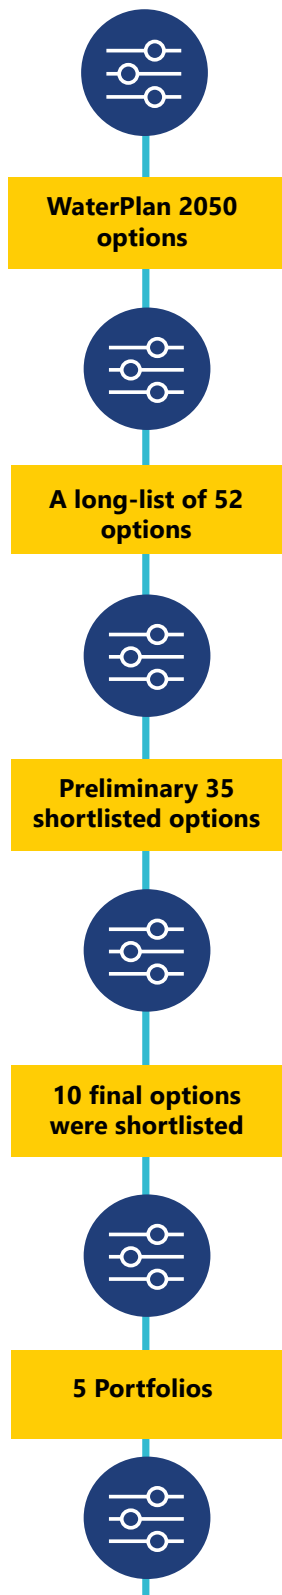 WaterPlan 2050
options
A long-list of 52
options
Preliminary 35
shortlisted options
10 final options
were shortlisted
5 Portfolios